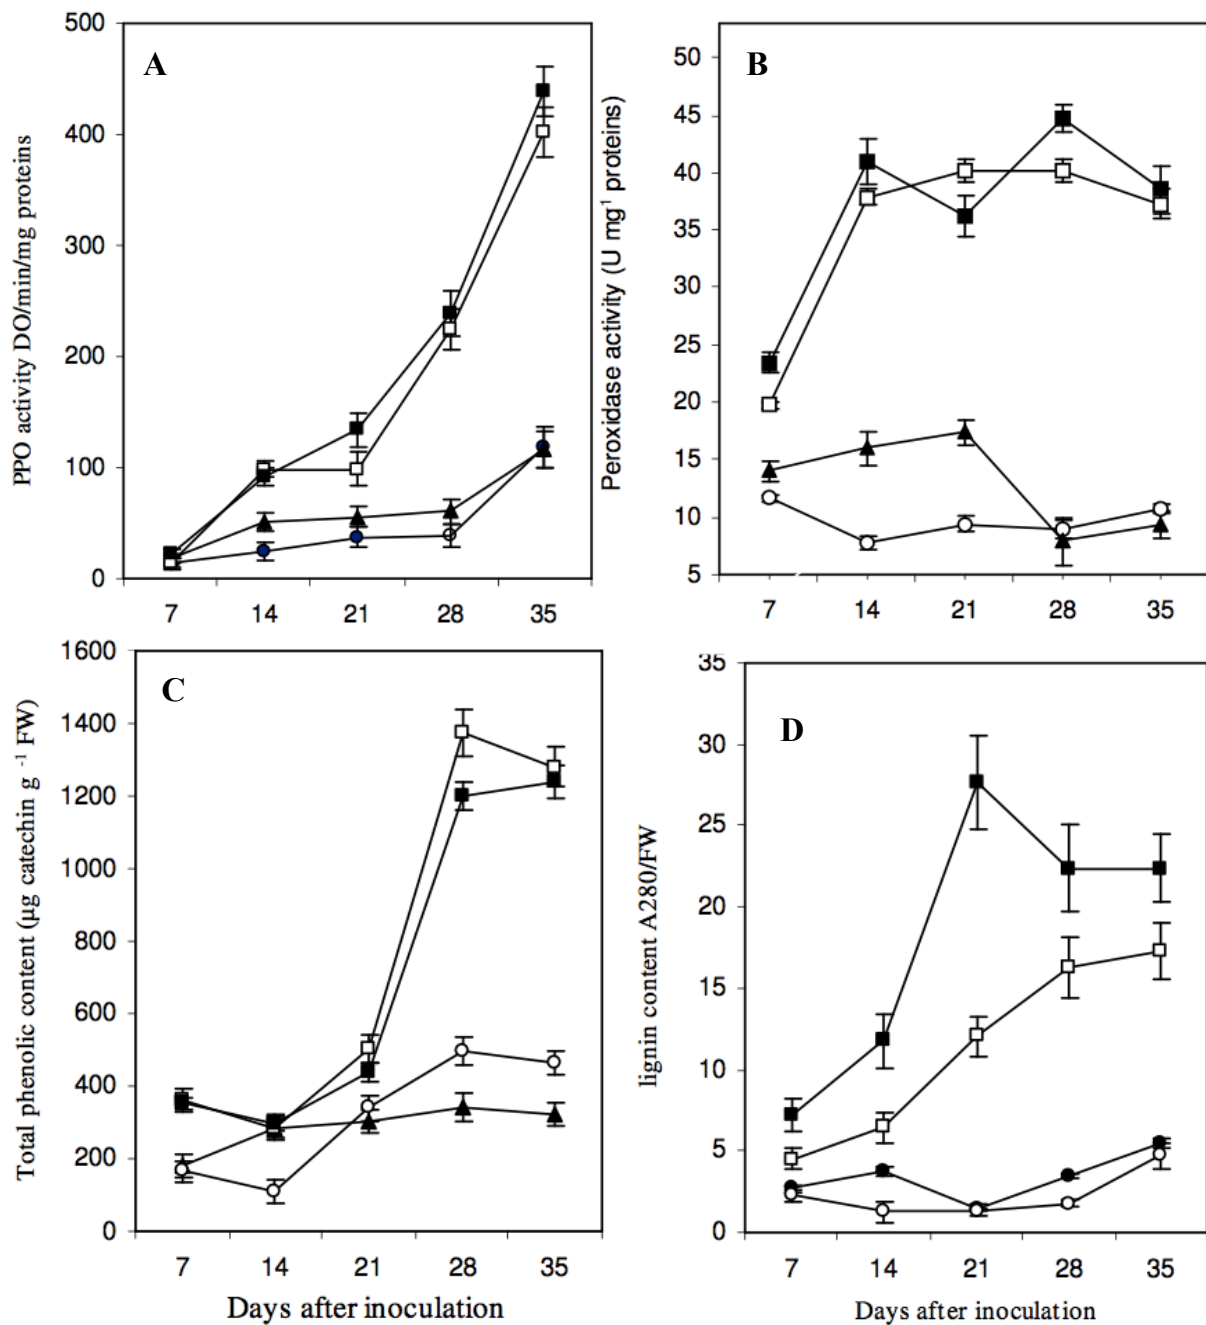 A
PPO activity DO/min/mg proteins
500
400
300
200
100
0
7 14 21 28 35
B
Peroxidase activity (U mg¹ proteins)
50
45
40
35
30
25
20
15
10
5
7 14 21 28 35
C
Total phenolic content (µg catechin g ⁻¹ FW)
1600
1400
1200
1000
800
600
400
200
0
7 14 21 28 35
Days after inoculation
D
lignin content A280/FW
35
30
25
20
15
10
5
0
7 14 21 28 35
Days after inoculation